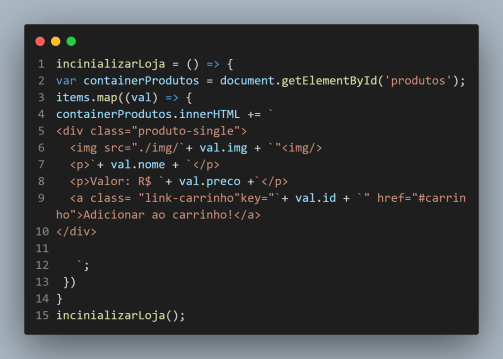 1 incinializarLoja = () => {
2 var containerProdutos = document.getElementById('produtos');
3 items.map((val) => {
4 containerProdutos.innerHTML += `
5 <div class="produto-single">
6 <img src="./img/`+ val.img + `"<img/>
7 <p>`+ val.nome + `</p>
8 <p>Valor: R$ `+ val.preco +`</p>
9 <a class= "link-carrinho"key="`+ val.id + `" href="#carrin
ho">Adicionar ao carrinho!</a>
10 </div>
11
12 `;
13 })
14 }
15 incinializarLoja();